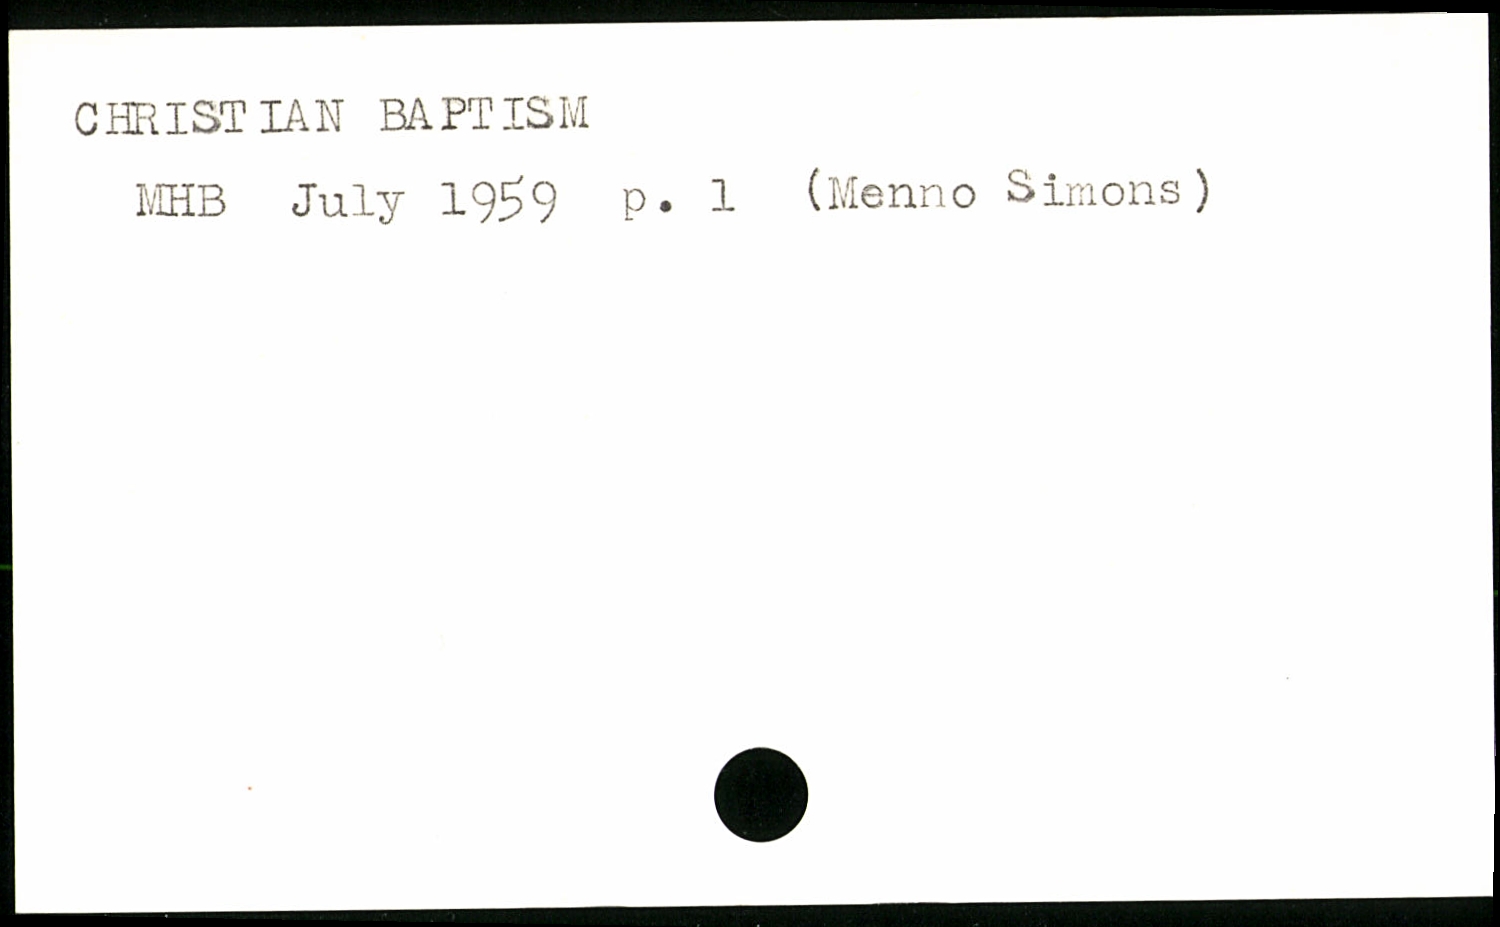 CHRISTIAN BAPTISM
MHB July 1959 p. 1 (Menno Simons)